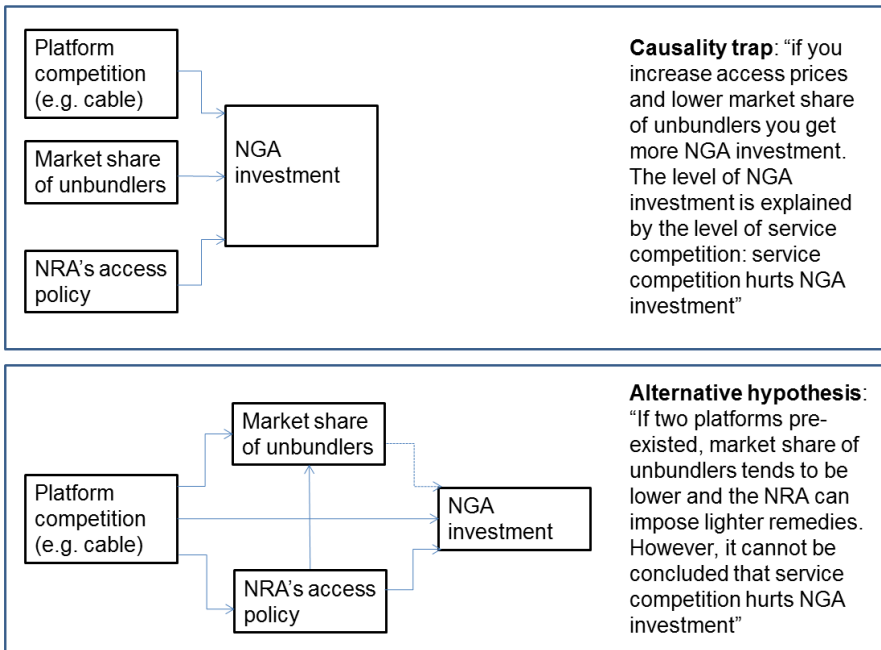 Platform
competition
(e.g. cable)
Market share
of unbundlers
NRA's access
policy
NGA
investment
Causality trap: “if you
increase access prices
and lower market share
of unbundlers you get
more NGA investment.
The level of NGA
investment is explained
by the level of service
competition: service
competition hurts NGA
investment”
Platform
competition
(e.g. cable)
Market share
of unbundlers
NRA's access
policy
NGA
investment
Alternative hypothesis:
“If two platforms pre-
existed, market share of
unbundlers tends to be
lower and the NRA can
impose lighter remedies.
However, it cannot be
concluded that service
competition hurts NGA
investment”